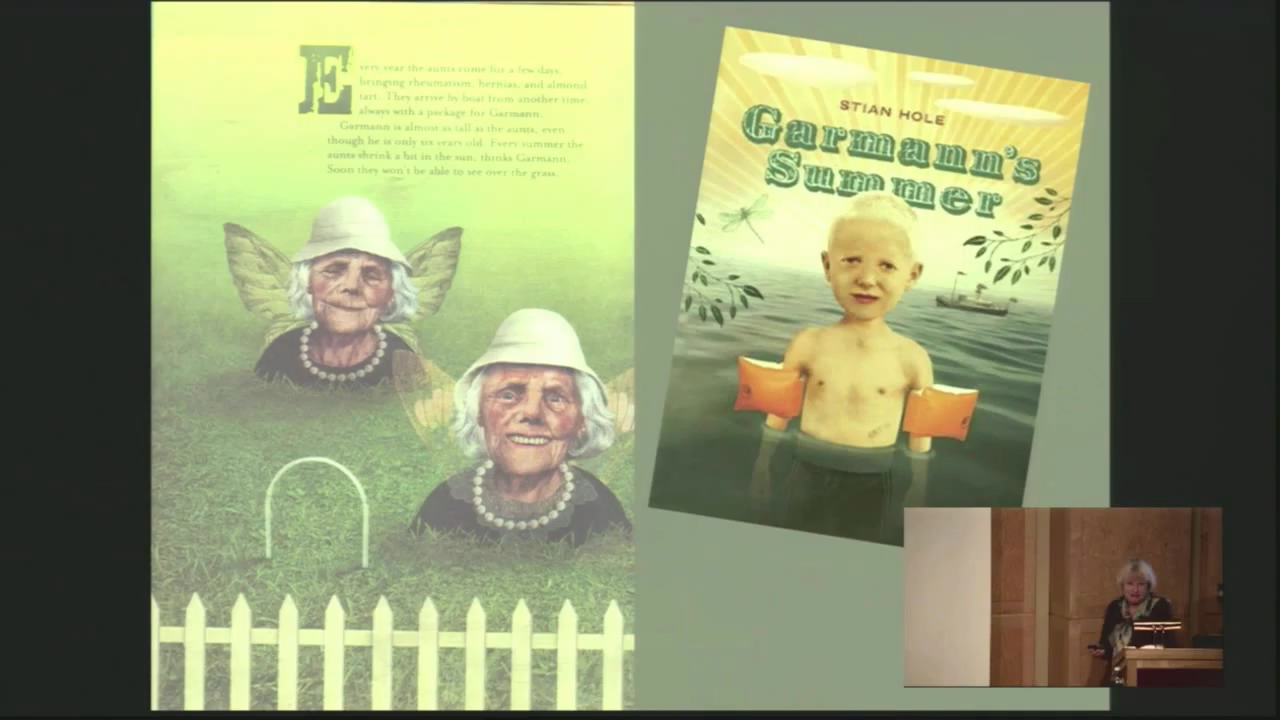 Every year the aunts come for a few days,
bringing rheumatism, hernias, and almond
tart. They arrive by boat from another time,
always with a package for Garmann.
Garmann is almost as tall as the aunts, even
though he is only six years old. Every summer the
aunts shrink a bit in the sun, thinks Garmann.
Soon they won't be able to see over the grass.
STIAN HOLE
Garmann's
Summer